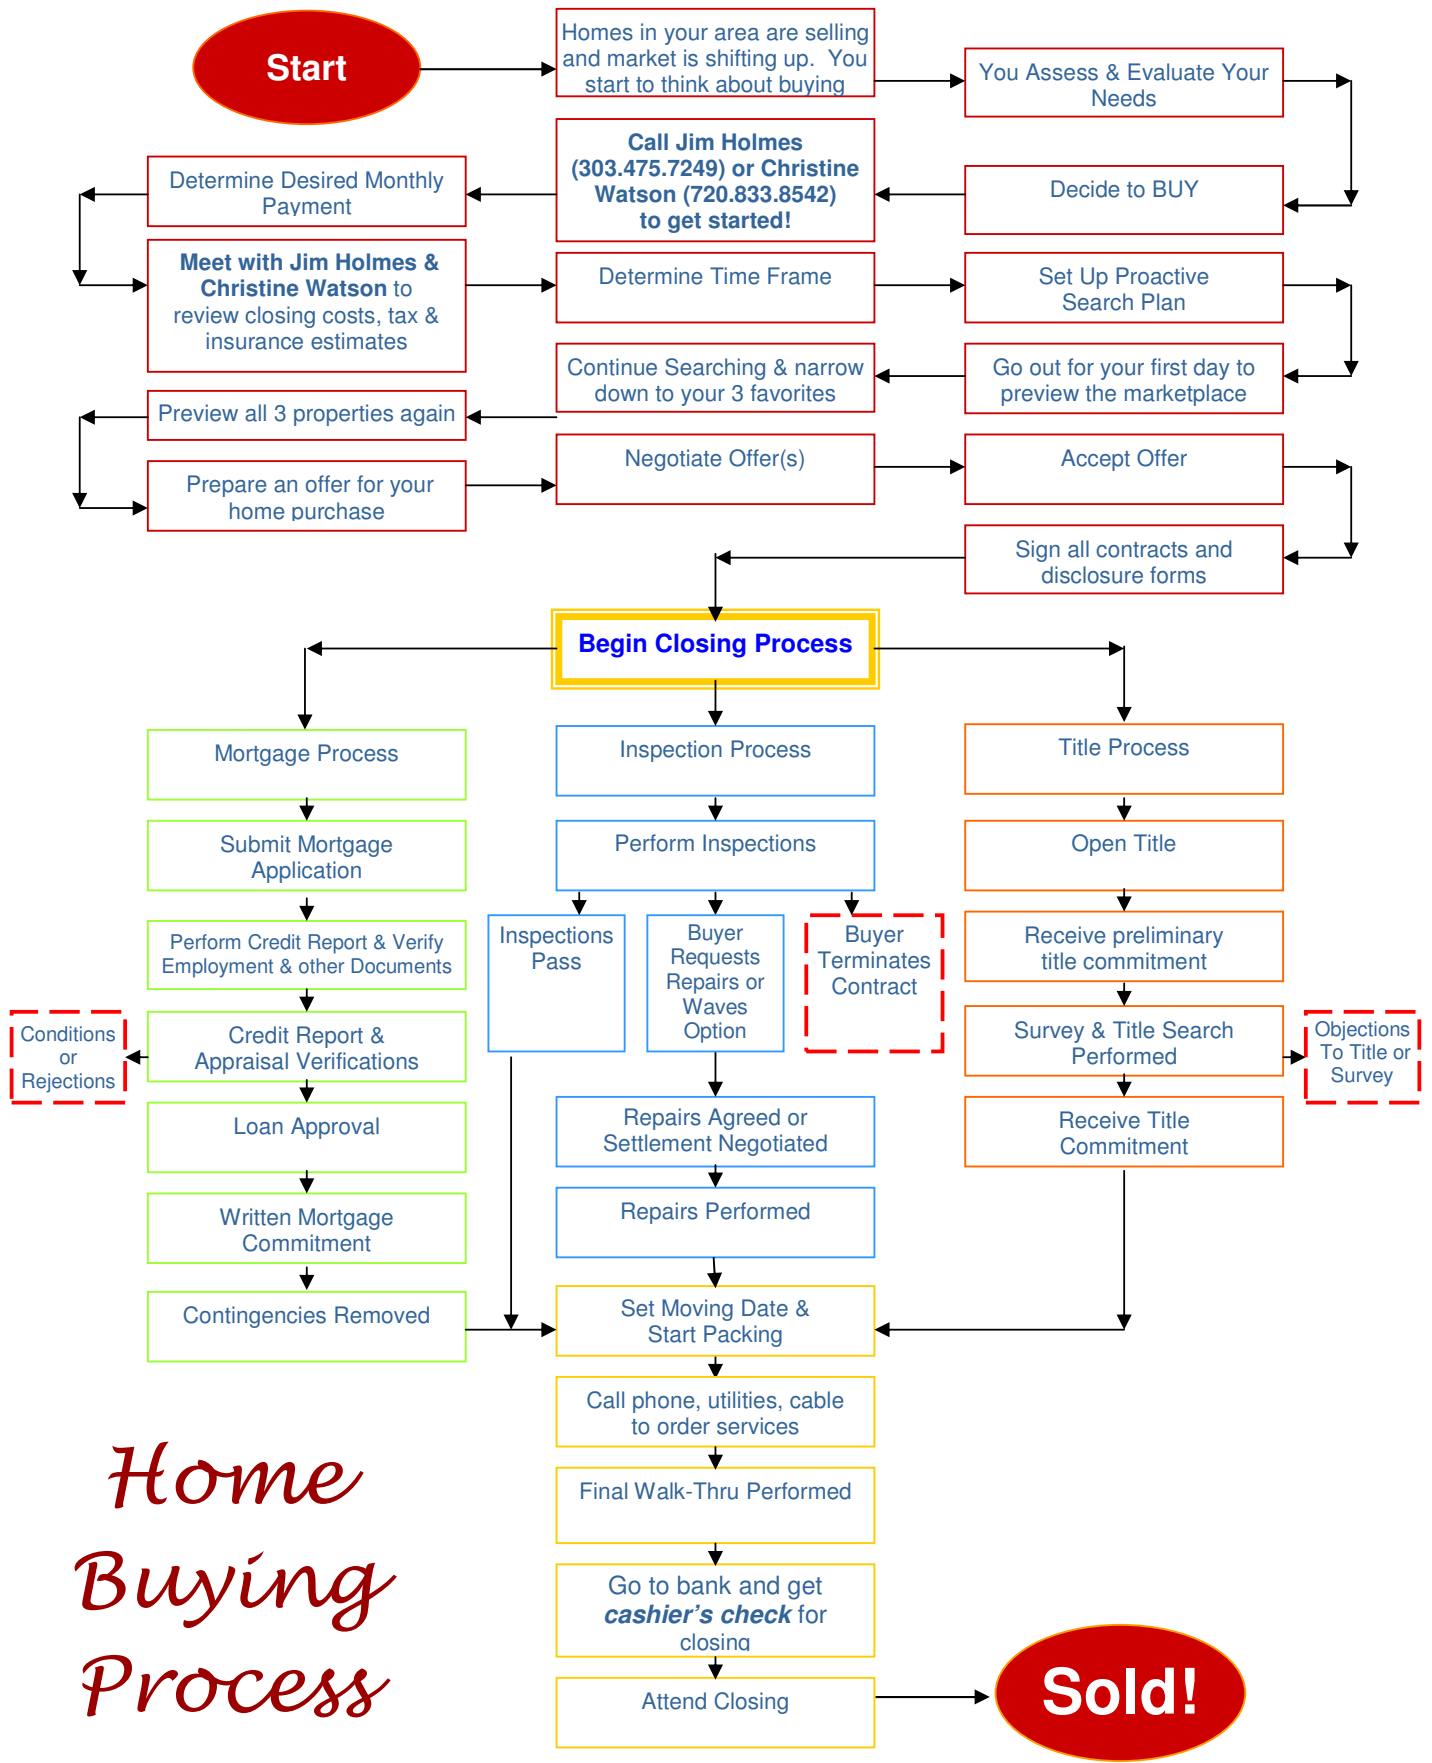 Start
Homes in your area are selling
and market is shifting up.  You
start to think about buying
You Assess & Evaluate Your
Needs
Decide to BUY
Call Jim Holmes
(303.475.7249) or Christine
Watson (720.833.8542)
to get started!
Determine Desired Monthly
Payment
Meet with Jim Holmes &
Christine Watson to
review closing costs, tax &
insurance estimates
Determine Time Frame
Set Up Proactive
Search Plan
Go out for your first day to
preview the marketplace
Continue Searching & narrow
down to your 3 favorites
Preview all 3 properties again
Prepare an offer for your
home purchase
Negotiate Offer(s)
Accept Offer
Sign all contracts and
disclosure forms
Begin Closing Process
Mortgage Process
Submit Mortgage
Application
Perform Credit Report & Verify
Employment & other Documents
Credit Report &
Appraisal Verifications
Conditions
or
Rejections
Loan Approval
Written Mortgage
Commitment
Contingencies Removed
Inspection Process
Perform Inspections
Inspections
Pass
Buyer
Requests
Repairs or
Waves
Option
Buyer
Terminates
Contract
Repairs Agreed or
Settlement Negotiated
Repairs Performed
Title Process
Open Title
Receive preliminary
title commitment
Survey & Title Search
Performed
Objections
To Title or
Survey
Receive Title
Commitment
Set Moving Date &
Start Packing
Call phone, utilities, cable
to order services
Final Walk-Thru Performed
Go to bank and get
cashier's check for
closing
Attend Closing
Sold!
Home
Buying
Process